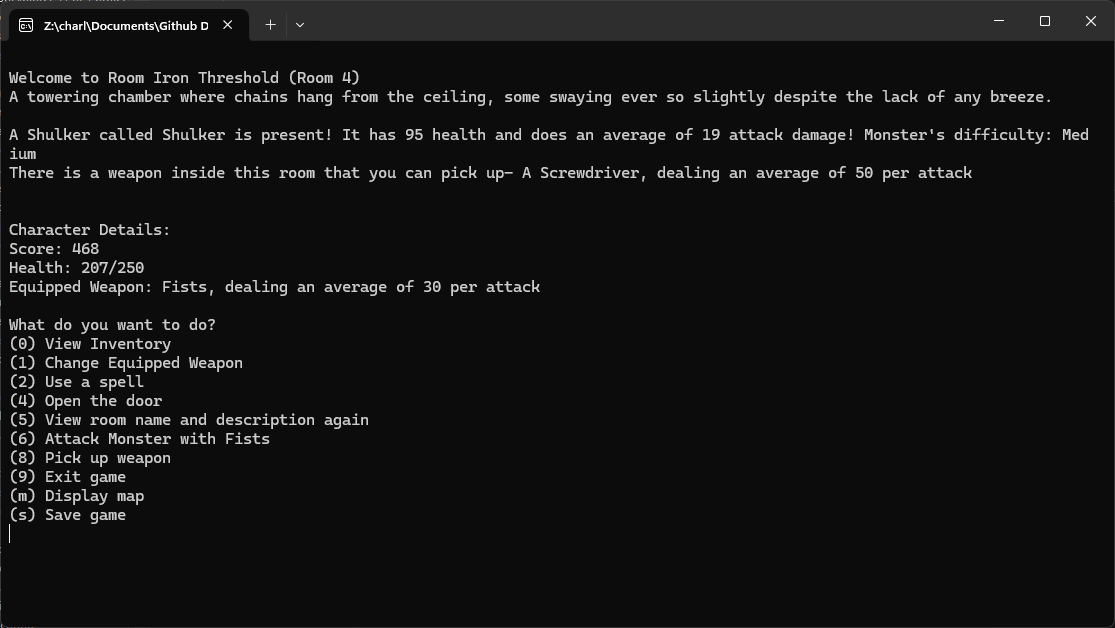 Z:\charl\Documents\Github D
Welcome to Room Iron Threshold (Room 4)
A towering chamber where chains hang from the ceiling, some swaying ever so slightly despite the lack of any breeze.
A Shulker called Shulker is present! It has 95 health and does an average of 19 attack damage! Monster's difficulty: Med
ium
There is a weapon inside this room that you can pick up- A Screwdriver, dealing an average of 50 per attack
Character Details:
Score: 468
Health: 207/250
Equipped Weapon: Fists, dealing an average of 30 per attack
What do you want to do?
(0) View Inventory
(1) Change Equipped Weapon
(2) Use a spell
(4) Open the door
(5) View room name and description again
(6) Attack Monster with Fists
(8) Pick up weapon
(9) Exit game
(m) Display map
(s) Save game